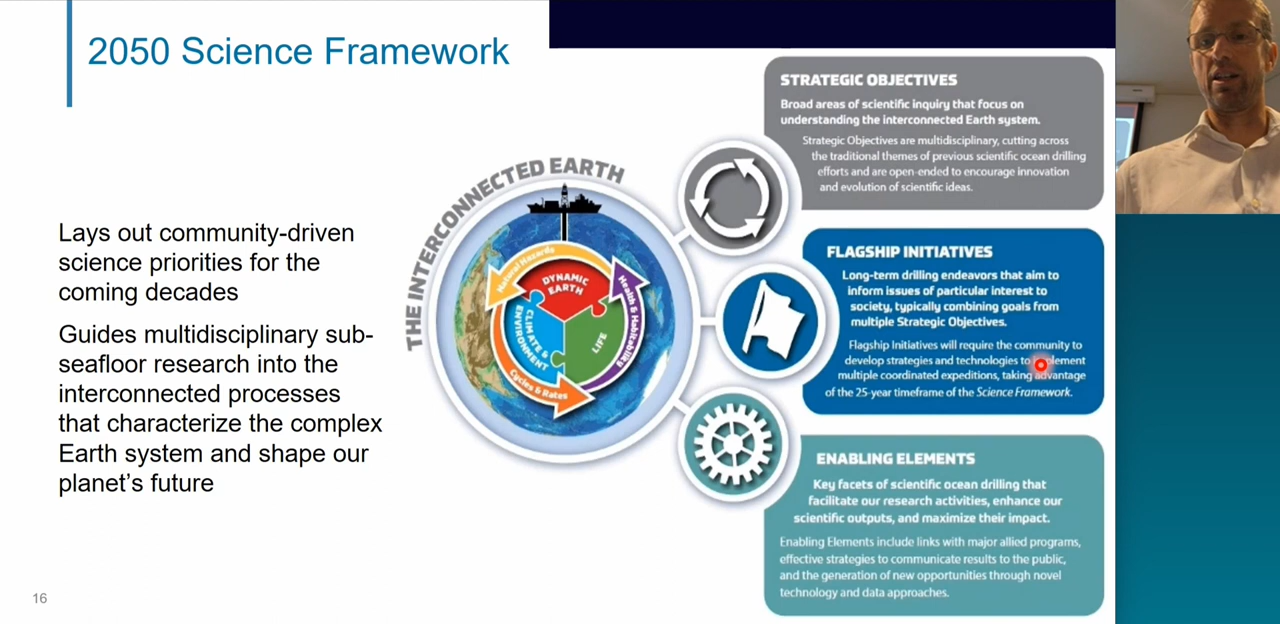 2050 Science Framework
Lays out community-driven
science priorities for the
coming decades
Guides multidisciplinary sub-
seafloor research into the
interconnected processes
that characterize the complex
Earth system and shape our
planet's future
THE INTERCONNECTED EARTH
Natural Hazards
DYNAMIC
EARTH
Health & Habitability
CLIMATE &
ENVIRONMENT
LIFE
Cycles & Rates
STRATEGIC OBJECTIVES
Broad areas of scientific inquiry that focus on
understanding the interconnected Earth system.
Strategic Objectives are multidisciplinary, cutting across
the traditional themes of previous scientific ocean drilling
efforts and are open-ended to encourage innovation
and evolution of scientific ideas.
FLAGSHIP INITIATIVES
Long-term drilling endeavors that aim to
inform issues of particular interest to
society, typically combining goals from
multiple Strategic Objectives.
Flagship Initiatives will require the community to
develop strategies and technologies to
multiple coordinated expeditions, taking advantage
of the 25-year timeframe of the Science Framework.
ENABLING ELEMENTS
Key facets of scientific ocean drilling that
facilitate our research activities, enhance our
scientific outputs, and maximize their impact.
Enabling Elements include links with major allied programs,
effective strategies to communicate results to the public,
and the generation of new opportunities through novel
technology and data approaches.
16